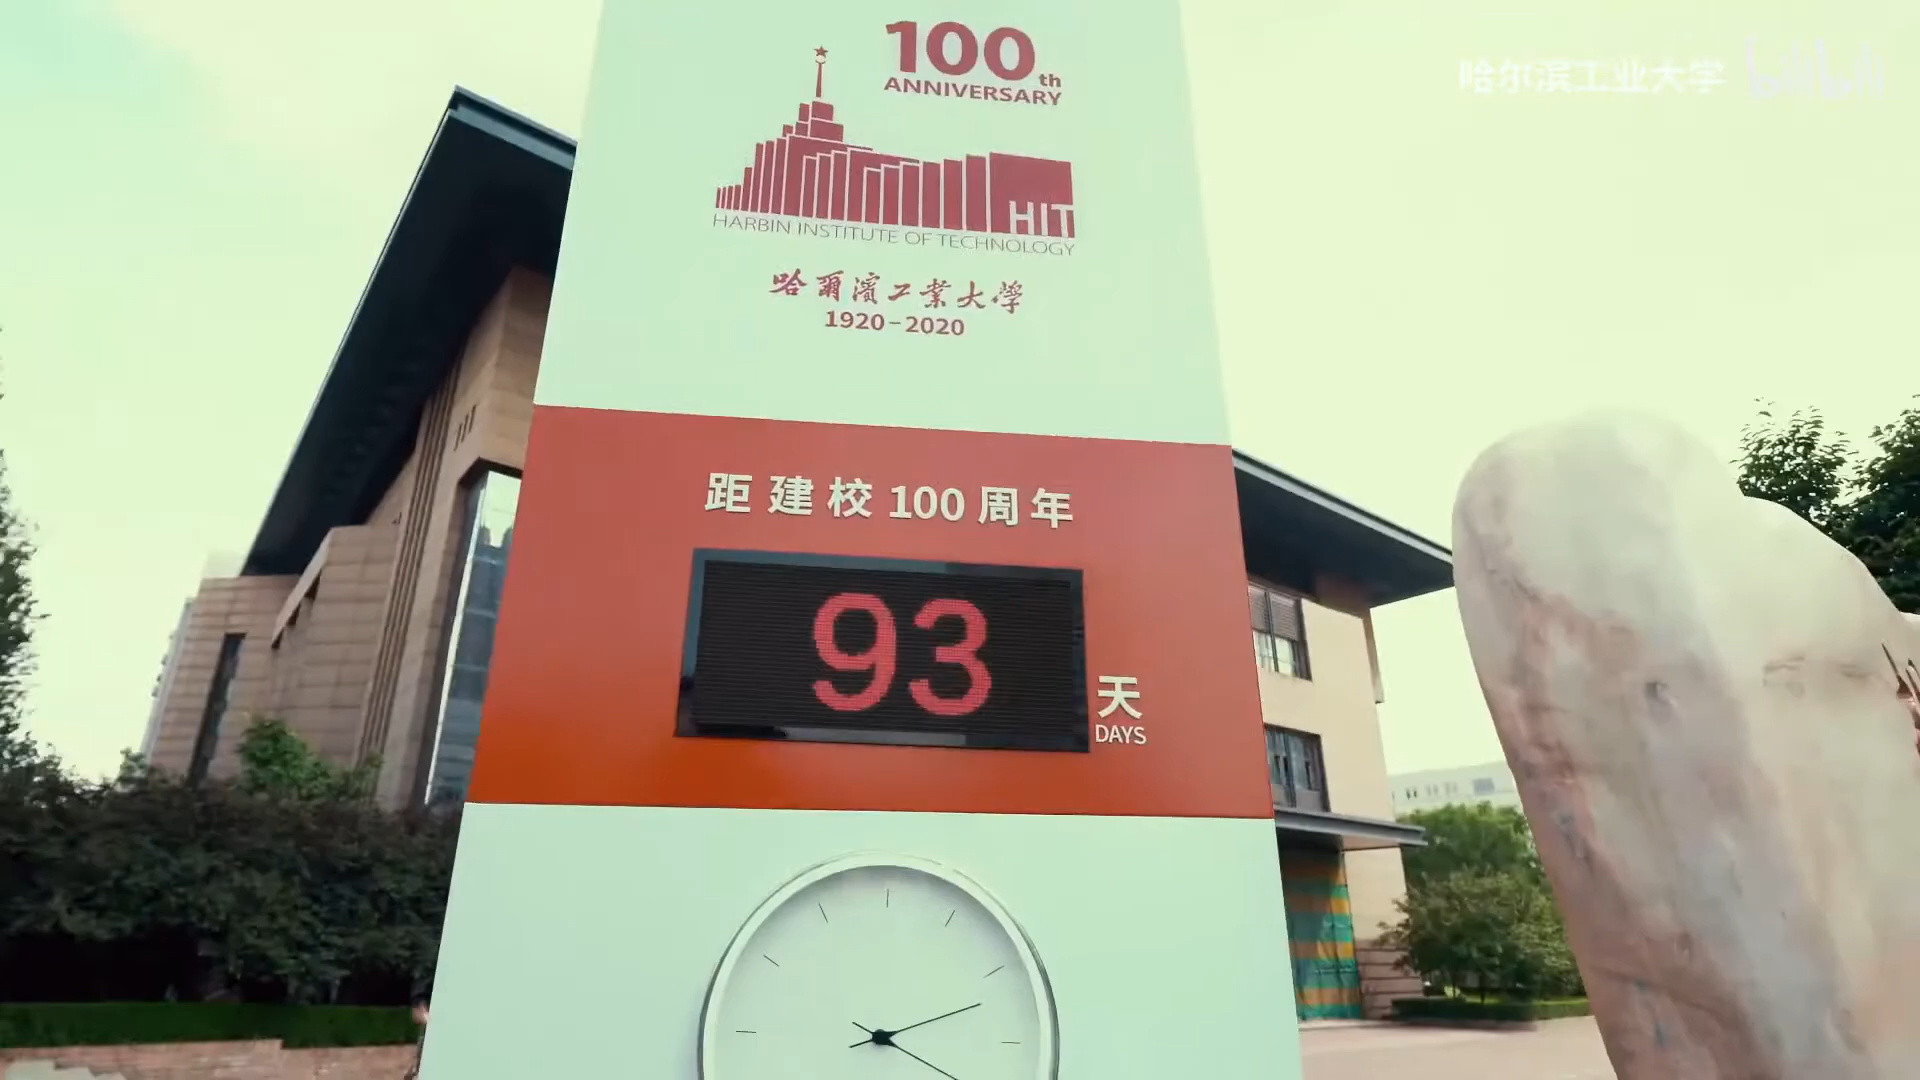 哈尔滨工业大学 bilibili
100th
ANNIVERSARY
HIT
HARBIN INSTITUTE OF TECHNOLOGY
哈爾濱工業大學
1920-2020
距建校100周年
93
天
DAYS